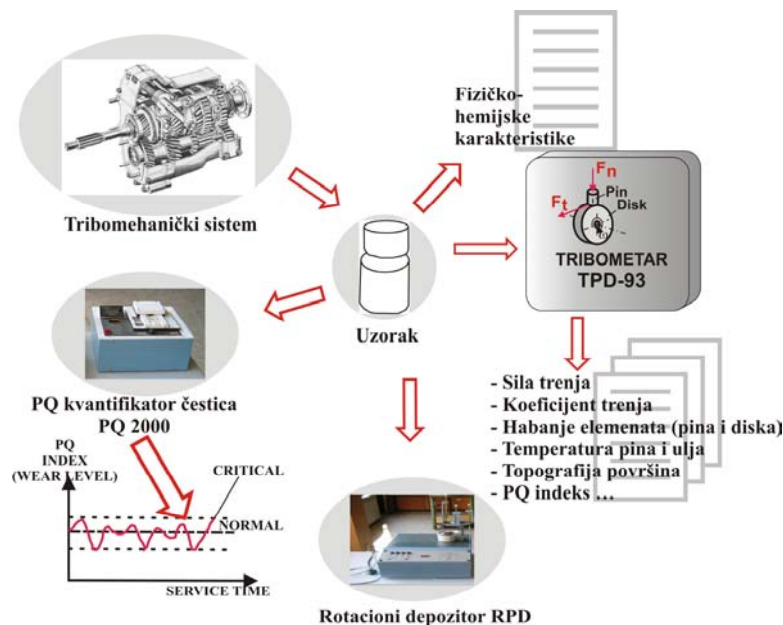 Fizičko-
hemijske
karakteristike
Tribomehanički sistem
Fn
Ft
Pin
Disk
TRIBOMETAR
TPD-93
Uzorak
PQ kvantifikator čestica
PQ 2000
- Sila trenja
- Koeficijent trenja
- Habanje elemenata (pina i diska)
- Temperatura pina i ulja
- Topografija površina
- PQ indeks ...
PQ
INDEX
(WEAR LEVEL)
CRITICAL
NORMAL
SERVICE TIME
Rotacioni depozitor RPD